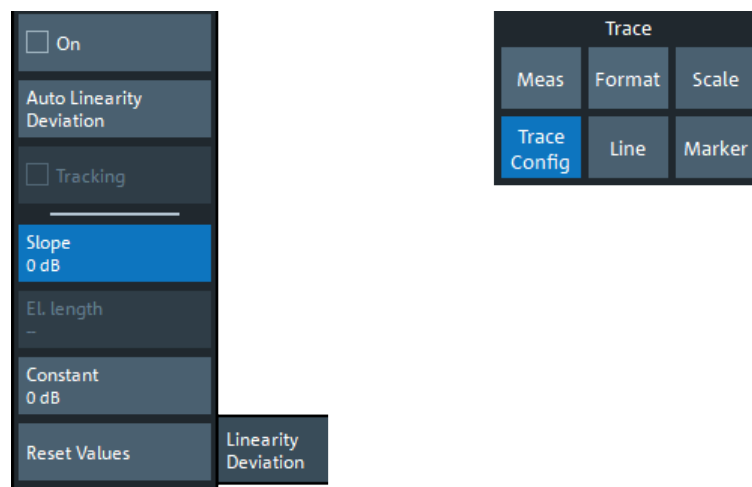 On
Auto Linearity
Deviation
Tracking
Slope
0 dB
El. length
–
Constant
0 dB
Reset Values
Linearity
Deviation
Trace
Meas
Format
Scale
Trace
Config
Line
Marker